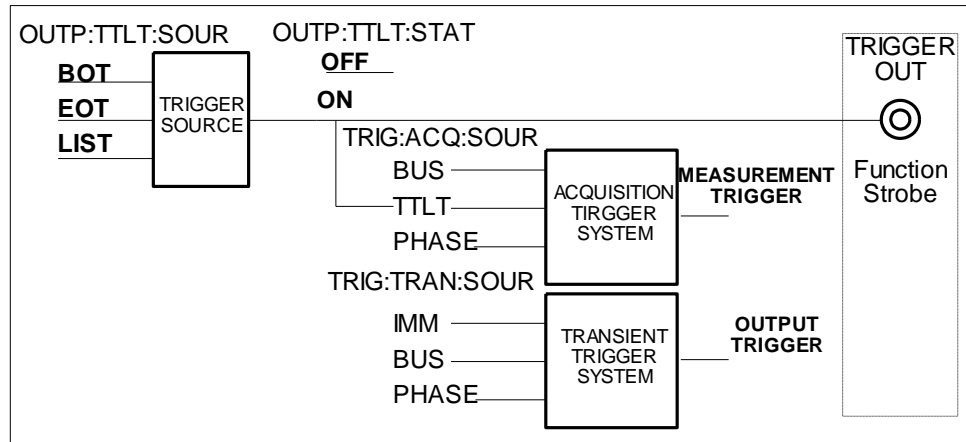 OUTP:TTLT:SOUR
BOT
EOT
LIST
TRIGGER
SOURCE
OUTP:TTLT:STAT
OFF
ON
TRIG:ACQ:SOUR
BUS
TTLT
PHASE
ACQUISITION
TIRGGER
SYSTEM
MEASUREMENT
TRIGGER
TRIG:TRAN:SOUR
IMM
BUS
PHASE
TRANSIENT
TRIGGER
SYSTEM
OUTPUT
TRIGGER
TRIGGER
OUT
Function
Strobe